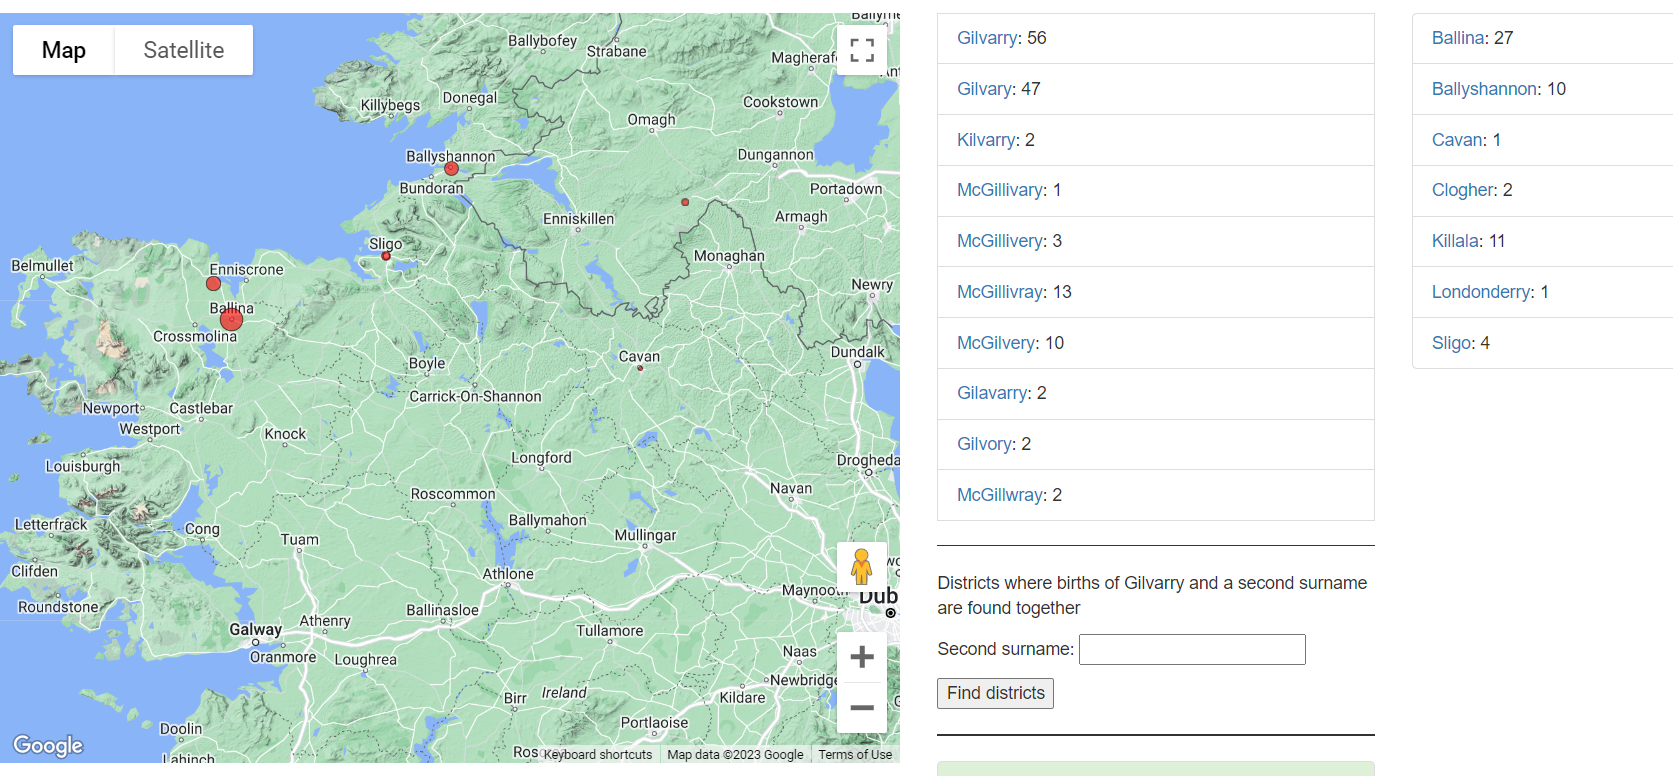 Map
Satellite
Ballybofey
Strabane
Killybegs
Donegal
Omagh
Cookstown
Ballyshannon
Bundoran
Dungannon
Portadown
Enniskillen
Armagh
Sligo
Monaghan
Belmullet
Enniscrone
Newry
Ballina
Crossmolina
Boyle
Cavan
Dundalk
Carrick-On-Shannon
Newport
Castlebar
Westport
Knock
Louisburgh
Longford
Drogheda
Roscommon
Navan
Letterfrack
Cong
Ballymahon
Tuam
Mullingar
Clifden
Athlone
Roundstone
Ballinasloe
Athenry
Galway
Tullamore
Oranmore
Loughrea
Naas
Birr
Ireland
Kildare
Newbridge
Portlaoise
Doolin
Google
Keyboard shortcuts
Map data ©2023 Google
Terms of Use
Gilvarry: 56
Gilvary: 47
Kilvarry: 2
McGillivary: 1
McGillivery: 3
McGillivray: 13
McGilvery: 10
Gilavarry: 2
Gilvory: 2
McGillwray: 2
Districts where births of Gilvarry and a second surname
are found together
Second surname:
Find districts
Ballina: 27
Ballyshannon: 10
Cavan: 1
Clogher: 2
Killala: 11
Londonderry: 1
Sligo: 4